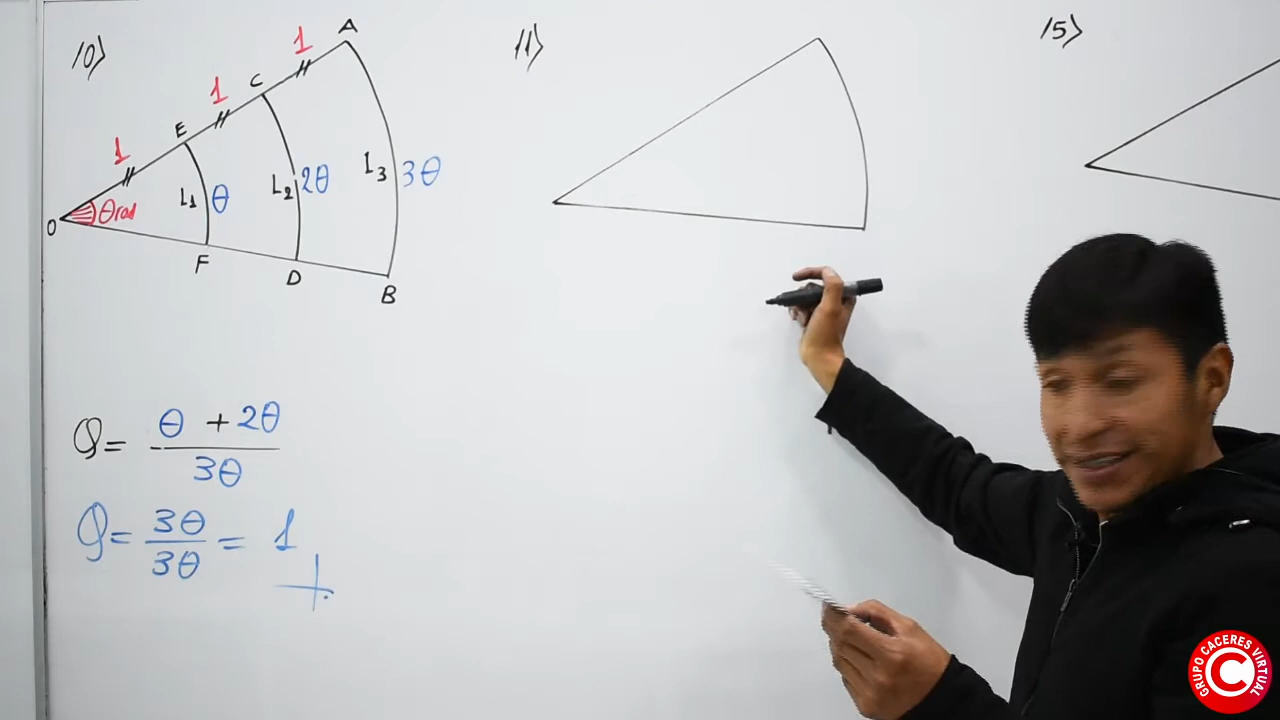 10)
A
1
C
1
E
1
L1 θ
L2 2θ
L3 3θ
O
θrad
F
D
B
Q= θ + 2θ / 3θ
Q= 3θ / 3θ = 1
11)
15)
GRUPO CACERES VIRTUAL
C